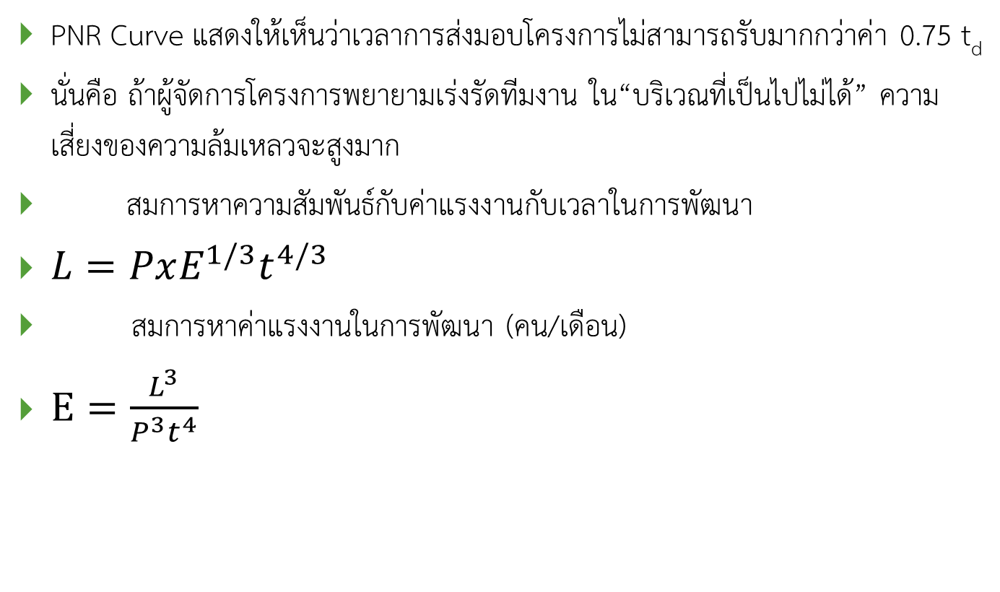 PNR Curve แสดงให้เห็นว่าเวลาการส่งมอบโครงการไม่สามารถรับมากกว่าค่า 0.75 t_d
นั่นคือ ถ้าผู้จัดการโครงการพยายามเร่งรัดทีมงาน ใน“บริเวณที่เป็นไปไม่ได้” ความ
เสี่ยงของความล้มเหลวจะสูงมาก
สมการหาความสัมพันธ์กับค่าแรงงานกับเวลาในการพัฒนา
L = PxE^{1/3}t^{4/3}
สมการหาค่าแรงงานในการพัฒนา (คน/เดือน)
E = \frac{L^3}{P^3t^4}